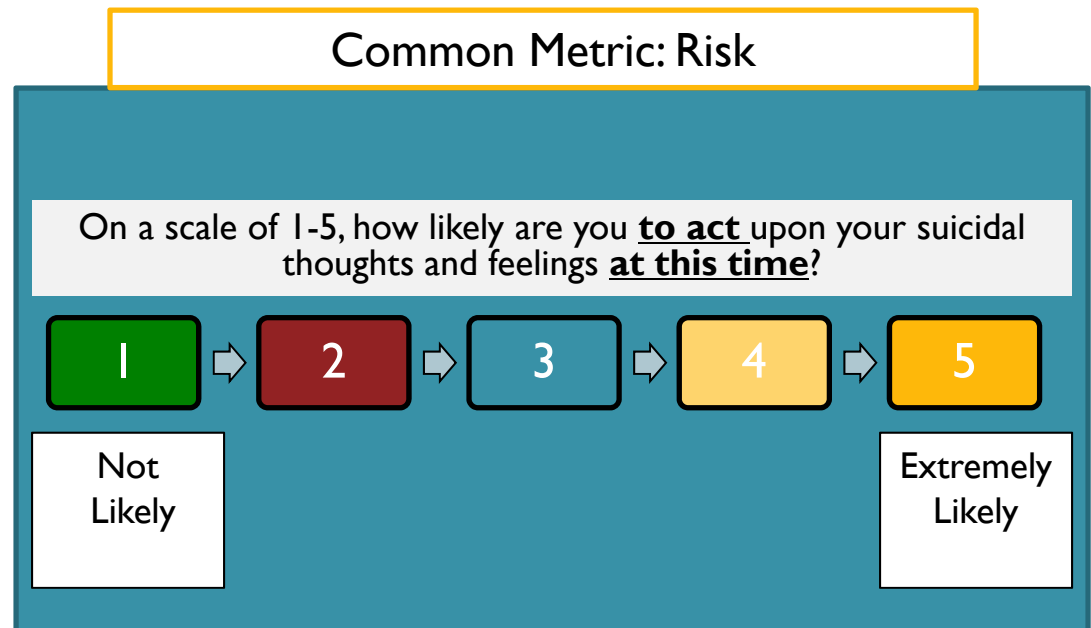 Common Metric: Risk
On a scale of 1-5, how likely are you to act upon your suicidal
thoughts and feelings at this time?
1
2
3
4
5
Not
Likely
Extremely
Likely